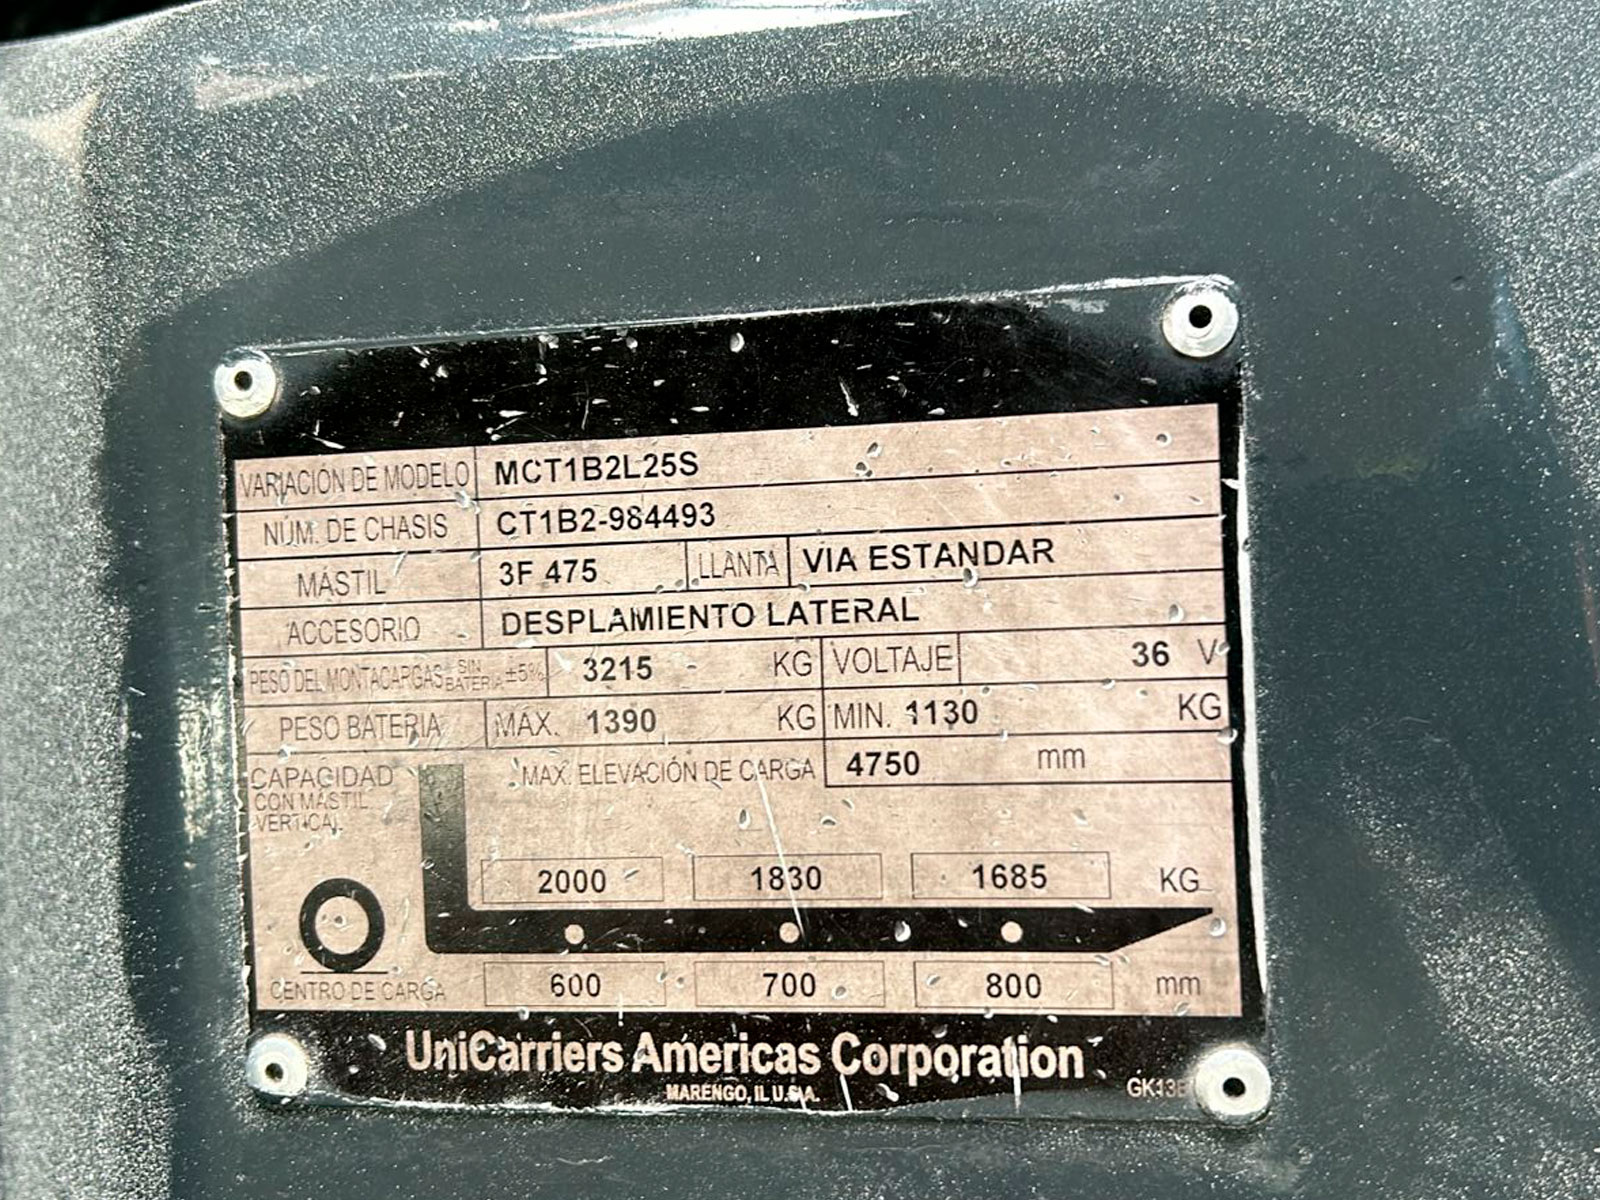 VARIACIÓN DE MODELO MCT1B2L25S
NÚM. DE CHASIS CT1B2-984493
MÁSTIL 3F 475 LLANTA VIA ESTANDAR
ACCESORIO DESPLAMIENTO LATERAL
PESO DEL MONTACARGAS SIN BATERIA ±5% 3215 KG VOLTAJE 36 V
PESO BATERIA MÁX. 1390 KG MIN. 1130 KG
MAX. ELEVACIÓN DE CARGA 4750 mm
CAPACIDAD
CON MÁSTIL
VERTICAL
2000 1830 1685 KG
CENTRO DE CARGA 600 700 800 mm
UniCarriers Americas Corporation
MARENGO, IL U.S.A.